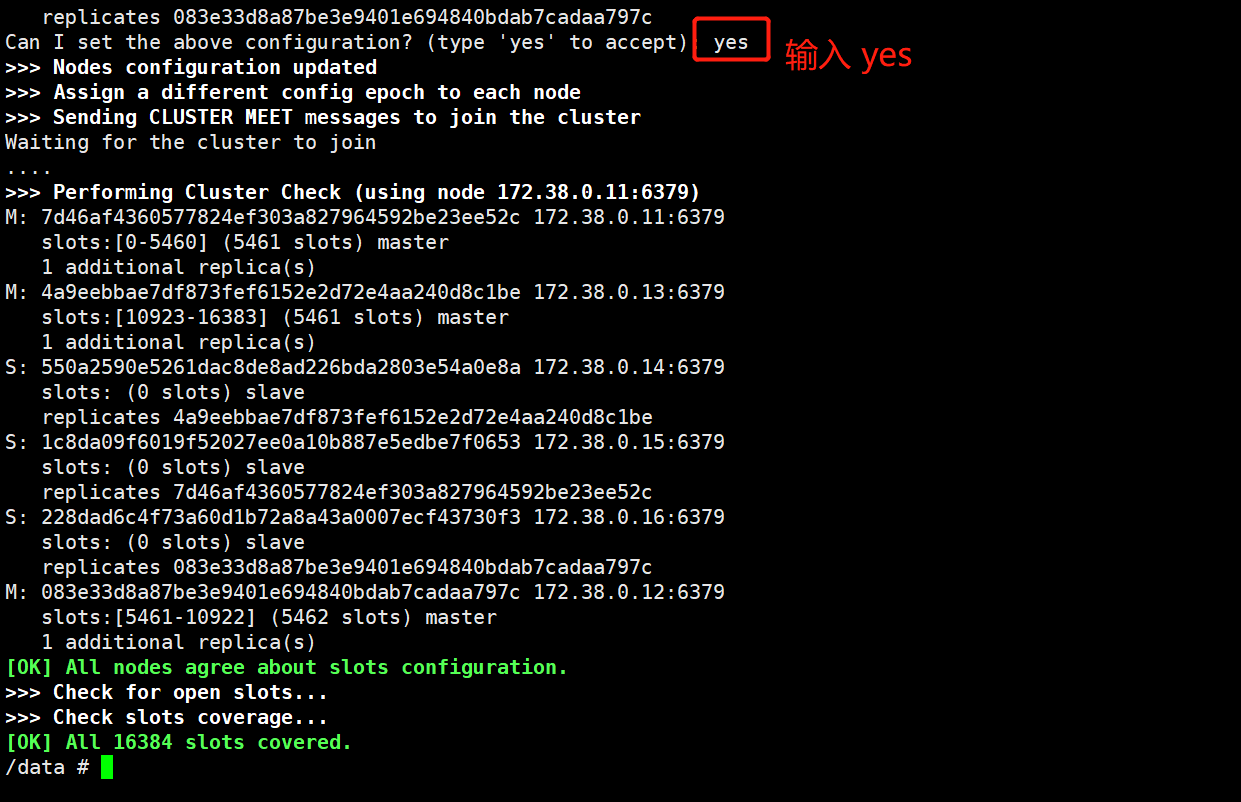 replicates 083e33d8a87be3e9401e694840bdab7cadaa797c
Can I set the above configuration? (type 'yes' to accept) yes
输入 yes
>>> Nodes configuration updated
>>> Assign a different config epoch to each node
>>> Sending CLUSTER MEET messages to join the cluster
Waiting for the cluster to join
....
>>> Performing Cluster Check (using node 172.38.0.11:6379)
M: 7d46af4360577824ef303a827964592be23ee52c 172.38.0.11:6379
slots:[0-5460] (5461 slots) master
1 additional replica(s)
M: 4a9eebbae7df873fef6152e2d72e4aa240d8c1be 172.38.0.13:6379
slots:[10923-16383] (5461 slots) master
1 additional replica(s)
S: 550a2590e5261dac8de8ad226bda2803e54a0e8a 172.38.0.14:6379
slots: (0 slots) slave
replicates 4a9eebbae7df873fef6152e2d72e4aa240d8c1be
S: 1c8da09f6019f52027ee0a10b887e5edbe7f0653 172.38.0.15:6379
slots: (0 slots) slave
replicates 7d46af4360577824ef303a827964592be23ee52c
S: 228dad6c4f73a60d1b72a8a43a0007ecf43730f3 172.38.0.16:6379
slots: (0 slots) slave
replicates 083e33d8a87be3e9401e694840bdab7cadaa797c
M: 083e33d8a87be3e9401e694840bdab7cadaa797c 172.38.0.12:6379
slots:[5461-10922] (5462 slots) master
1 additional replica(s)
[OK] All nodes agree about slots configuration.
>>> Check for open slots...
>>> Check slots coverage...
[OK] All 16384 slots covered.
/data #